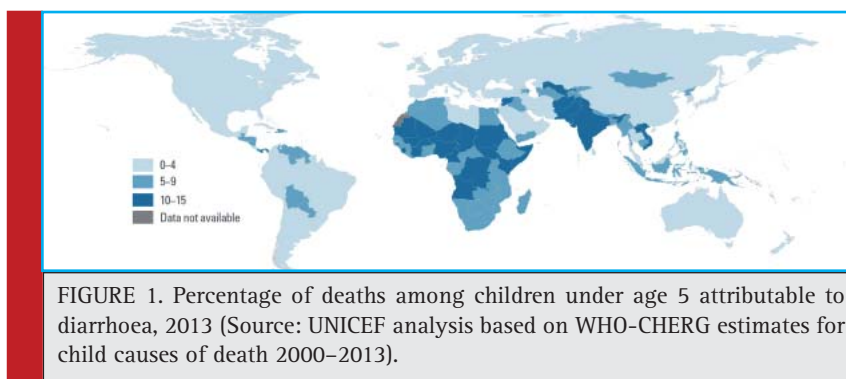 0–4
5–9
10–15
Data not available
FIGURE 1. Percentage of deaths among children under age 5 attributable to
diarrhoea, 2013 (Source: UNICEF analysis based on WHO-CHERG estimates for
child causes of death 2000–2013).